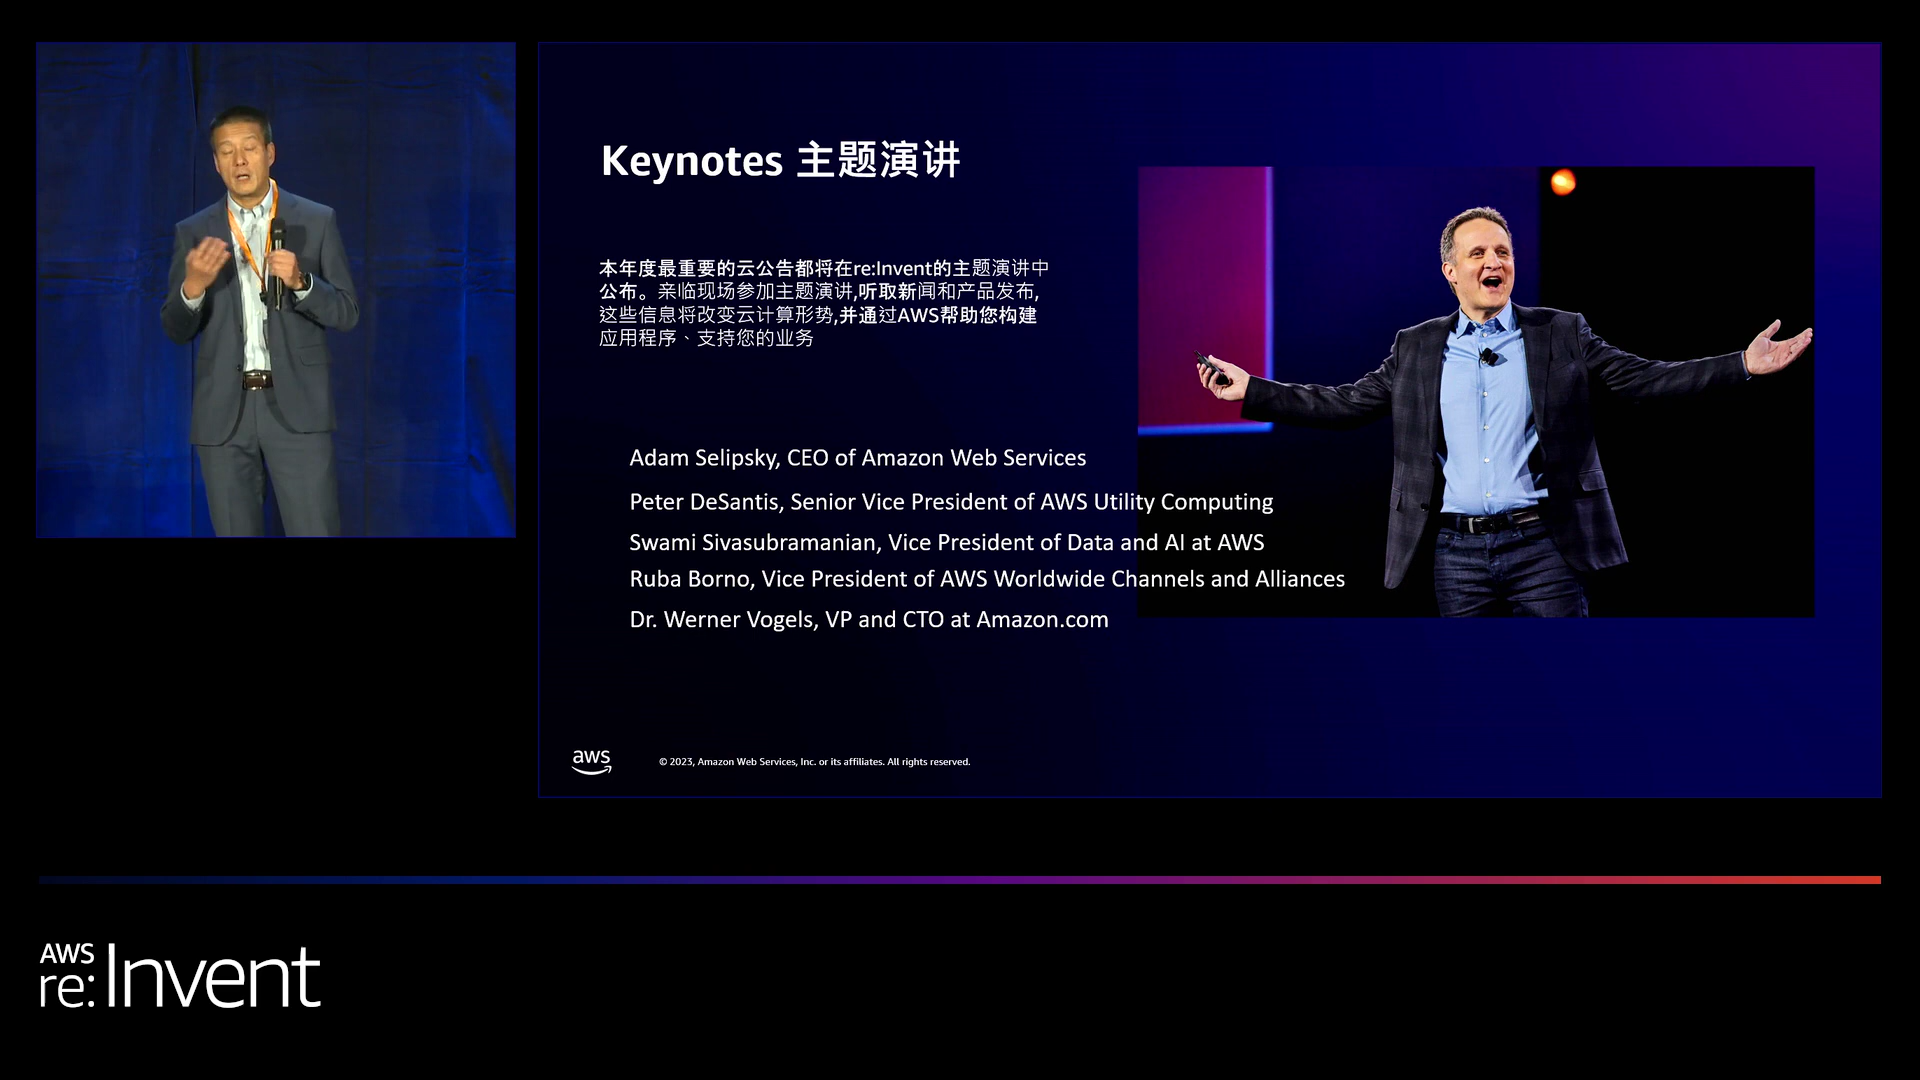 Keynotes 主题演讲
本年度最重要的云公告都将在re:Invent的主题演讲中
公布。亲临现场参加主题演讲,听取新闻和产品发布,
这些信息将改变云计算形势,并通过AWS帮助您构建
应用程序、支持您的业务
Adam Selipsky, CEO of Amazon Web Services
Peter DeSantis, Senior Vice President of AWS Utility Computing
Swami Sivasubramanian, Vice President of Data and AI at AWS
Ruba Borno, Vice President of AWS Worldwide Channels and Alliances
Dr. Werner Vogels, VP and CTO at Amazon.com
aws
© 2023, Amazon Web Services, Inc. or its affiliates. All rights reserved.
AWS
re:Invent